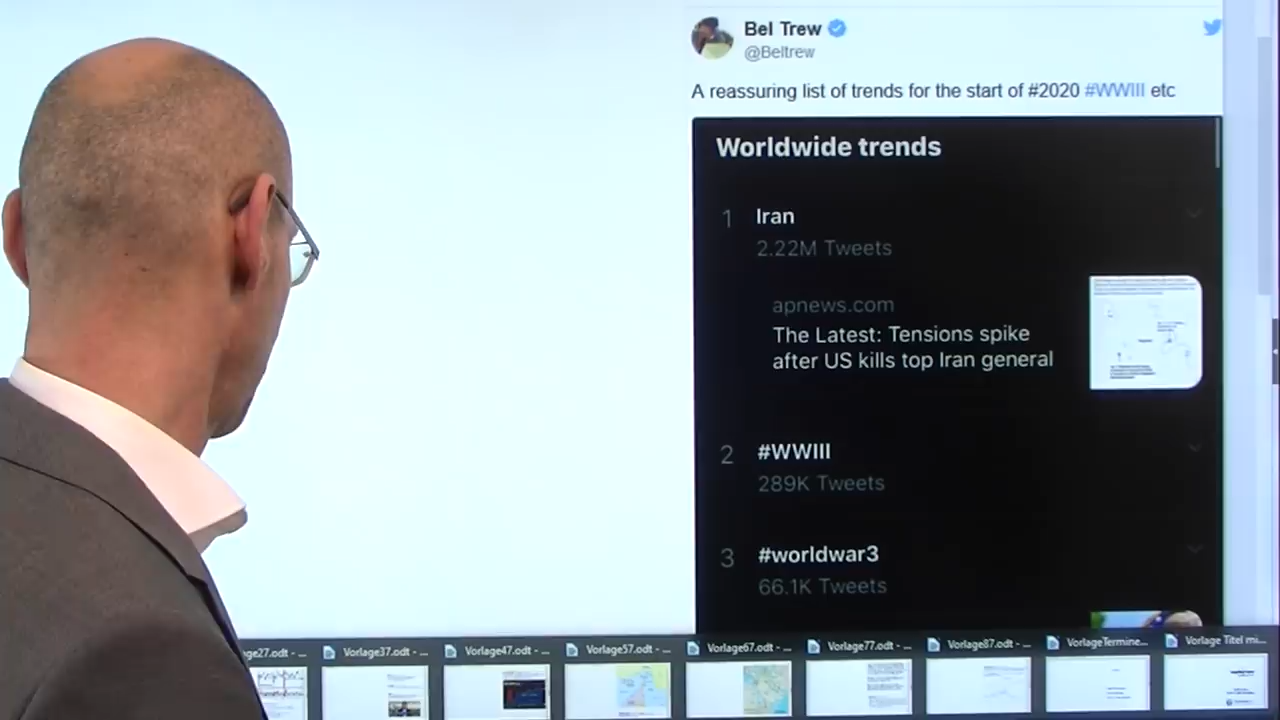 Bel Trew
@Beltrew
A reassuring list of trends for the start of #2020 #WWIII etc
Worldwide trends
1 Iran
2.22M Tweets
apnews.com
The Latest: Tensions spike
after US kills top Iran general
2 #WWIII
289K Tweets
3 #worldwar3
66.1K Tweets
age27.odt - ... Vorlage37.odt - ... Vorlage47.odt - ... Vorlage57.odt - ... Vorlage67.odt - ... Vorlage77.odt - ... Vorlage87.odt - ... VorlageTermine... Vorlage Titel mi...